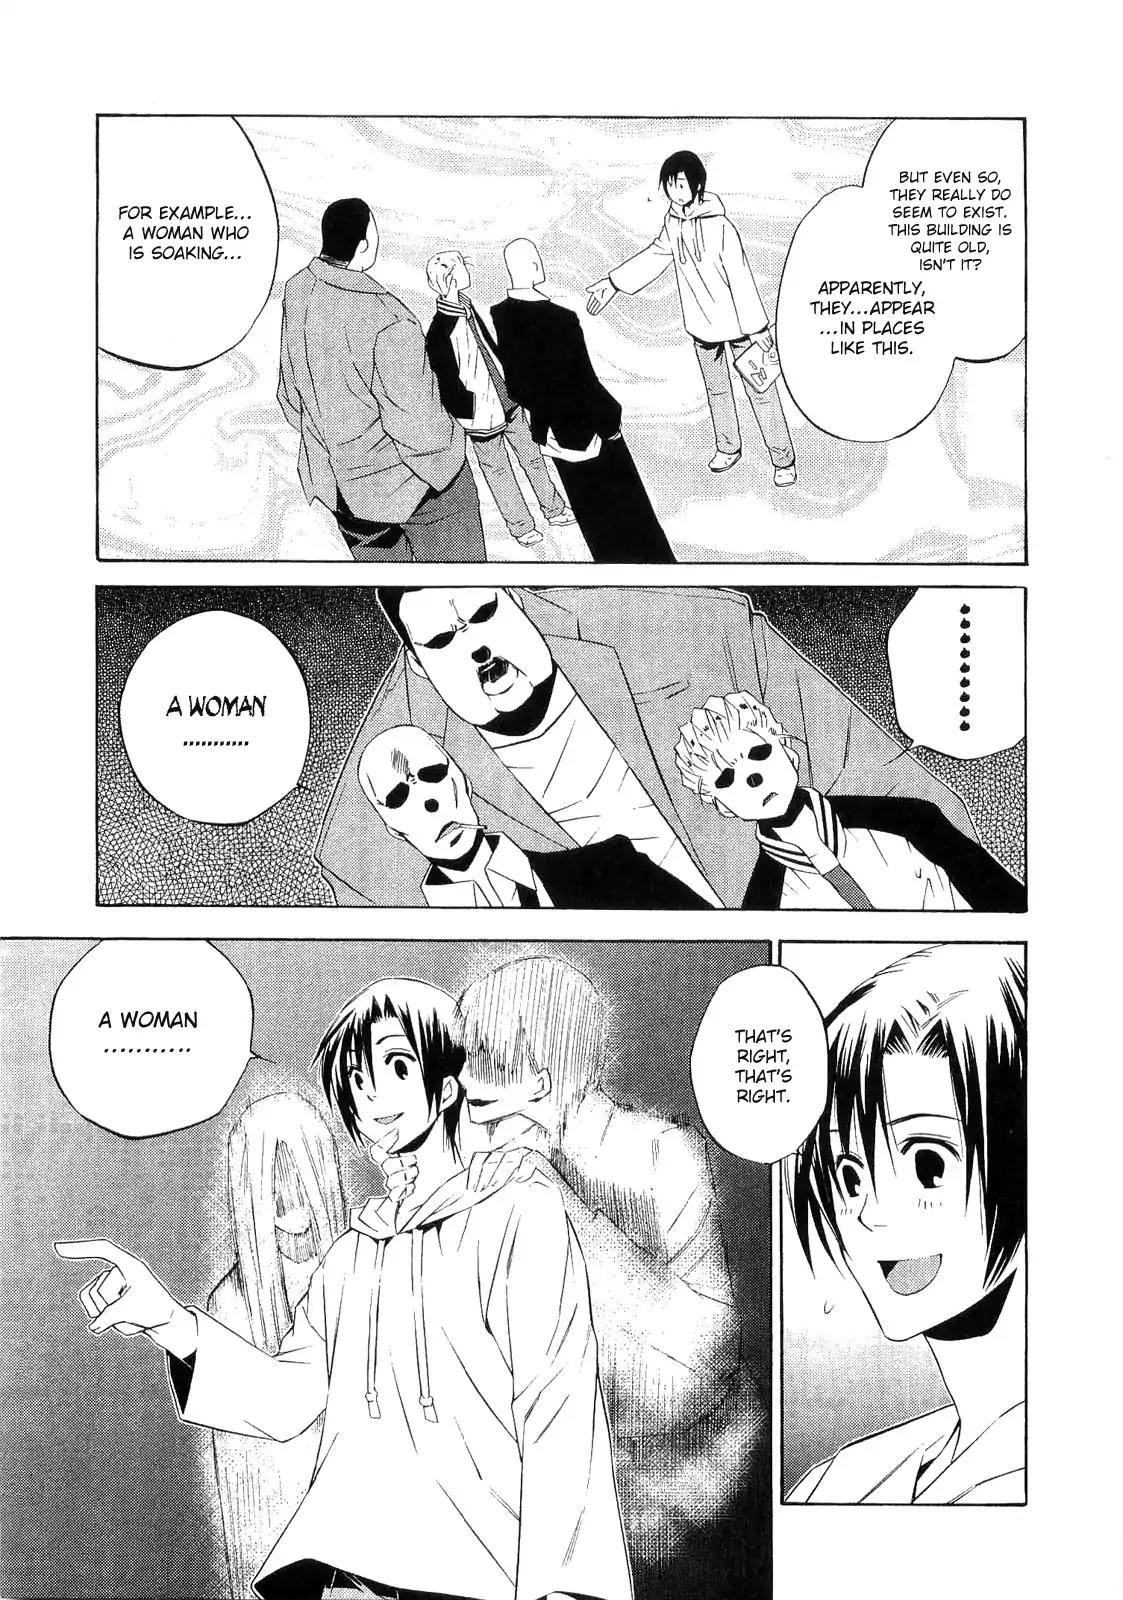 BUT EVEN SO,
THEY REALLY DO
SEEM TO EXIST.
THIS BUILDING IS
QUITE OLD,
ISN'T IT?
APPARENTLY,
THEY...APPEAR
...IN PLACES
LIKE THIS.
FOR EXAMPLE...
A WOMAN WHO
IS SOAKING...
.........
A WOMAN
...........
THAT'S
RIGHT,
THAT'S
RIGHT.
A WOMAN
...........